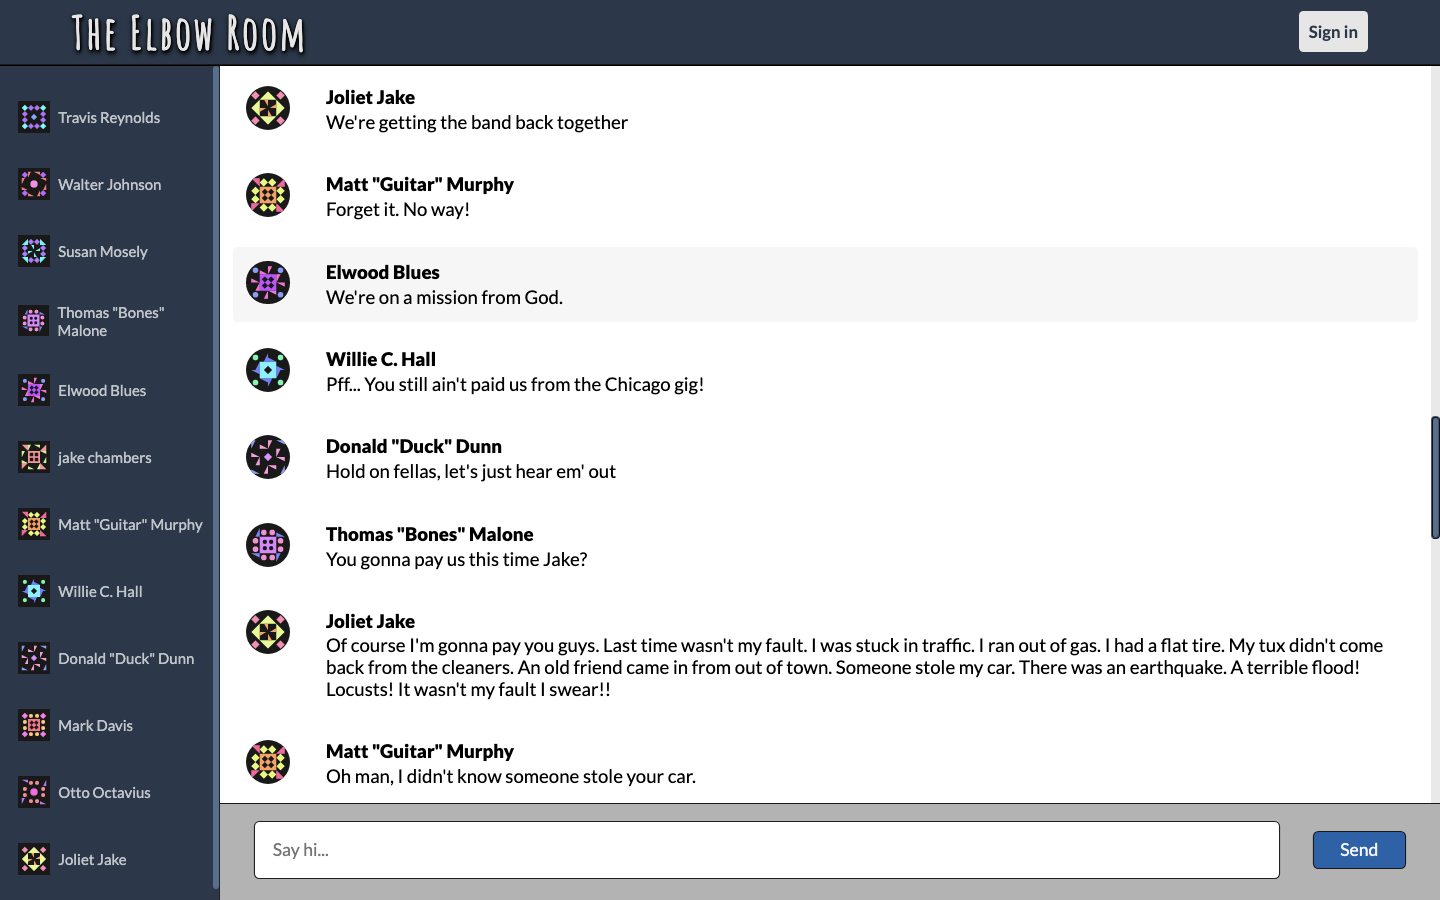 The Elbow Room
Sign in
Travis Reynolds
Walter Johnson
Susan Mosely
Thomas "Bones"
Malone
Elwood Blues
jake chambers
Matt "Guitar" Murphy
Willie C. Hall
Donald "Duck" Dunn
Mark Davis
Otto Octavius
Joliet Jake
Joliet Jake
We're getting the band back together
Matt "Guitar" Murphy
Forget it. No way!
Elwood Blues
We're on a mission from God.
Willie C. Hall
Pff... You still ain't paid us from the Chicago gig!
Donald "Duck" Dunn
Hold on fellas, let's just hear em' out
Thomas "Bones" Malone
You gonna pay us this time Jake?
Joliet Jake
Of course I'm gonna pay you guys. Last time wasn't my fault. I was stuck in traffic. I ran out of gas. I had a flat tire. My tux didn't come
back from the cleaners. An old friend came in from out of town. Someone stole my car. There was an earthquake. A terrible flood!
Locusts! It wasn't my fault I swear!!
Matt "Guitar" Murphy
Oh man, I didn't know someone stole your car.
Say hi...
Send